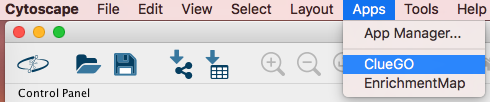 Cytoscape File Edit View Select Layout Apps Tools Help
App Manager...
ClueGO
EnrichmentMap
Control Panel